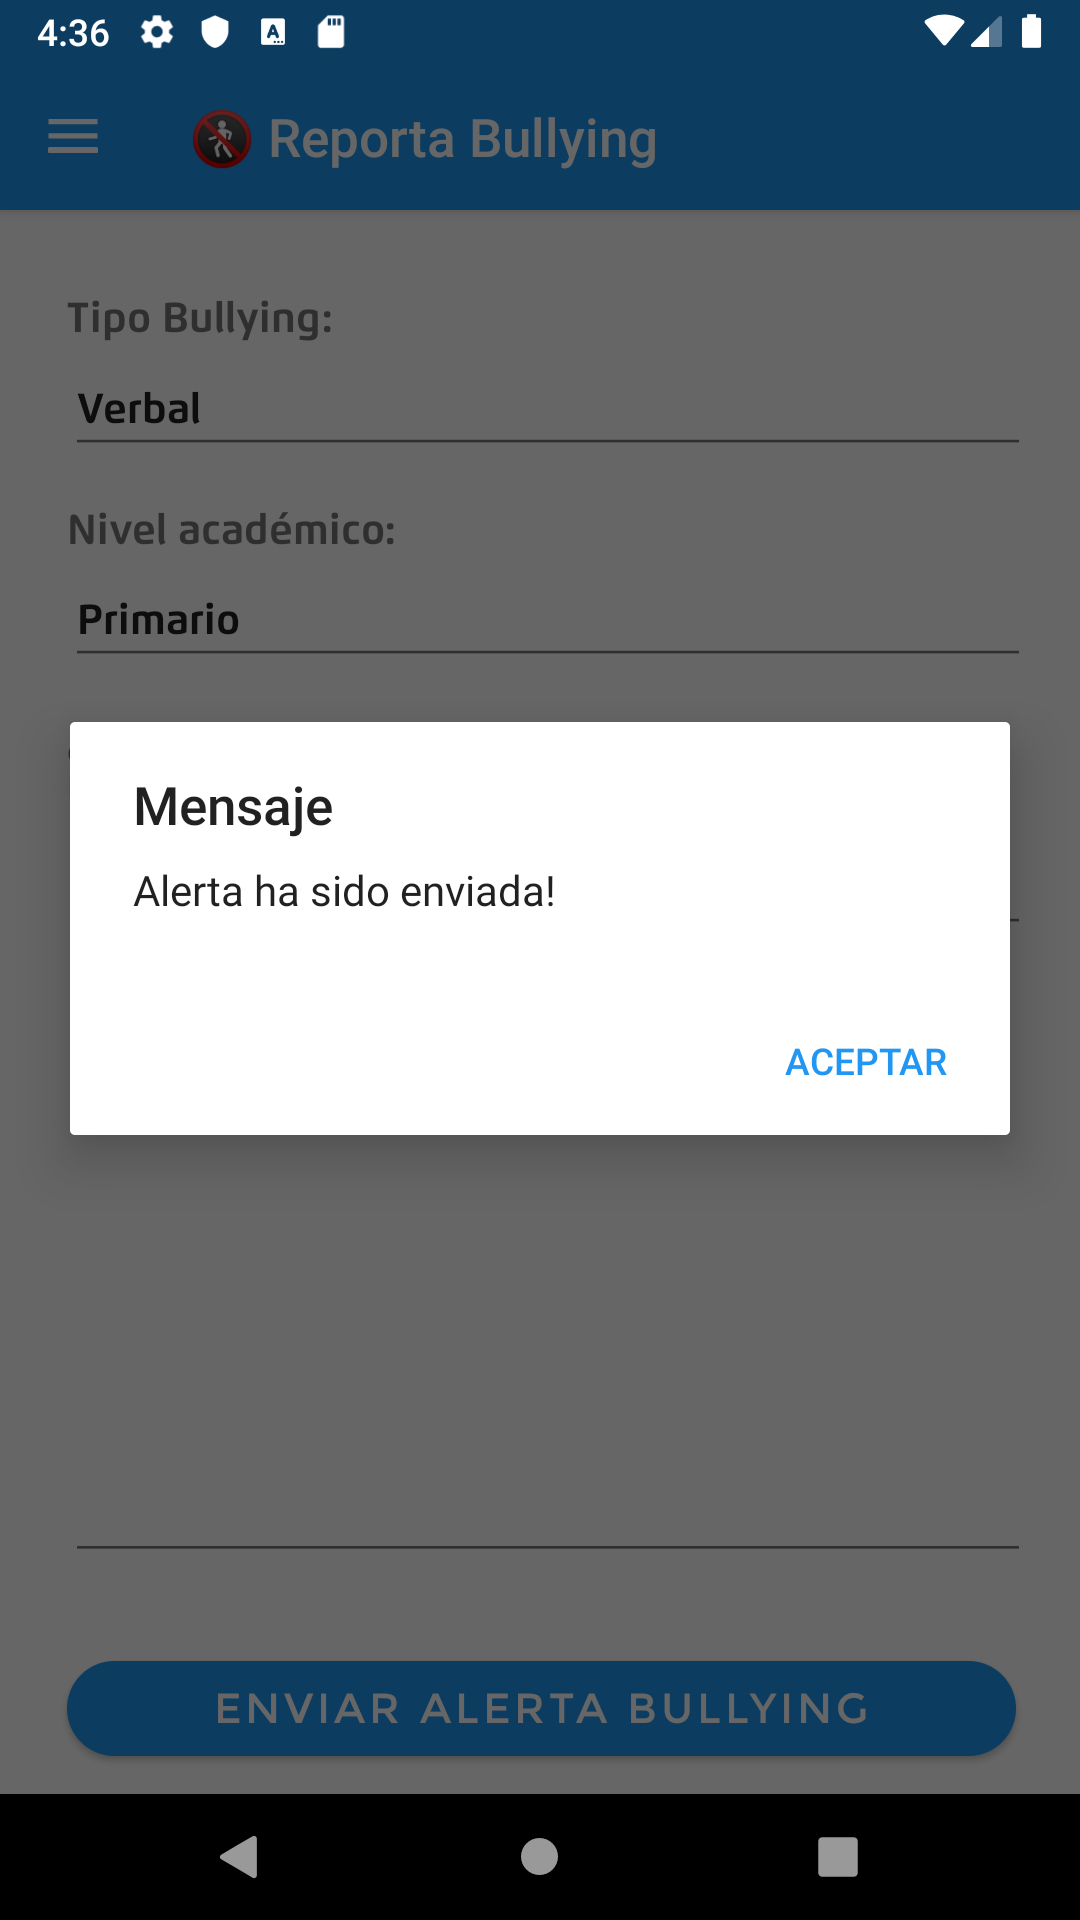 4:36
Reporta Bullying
Tipo Bullying:
Verbal
Nivel académico:
Primario
Mensaje
Alerta ha sido enviada!
ACEPTAR
ENVIAR ALERTA BULLYING